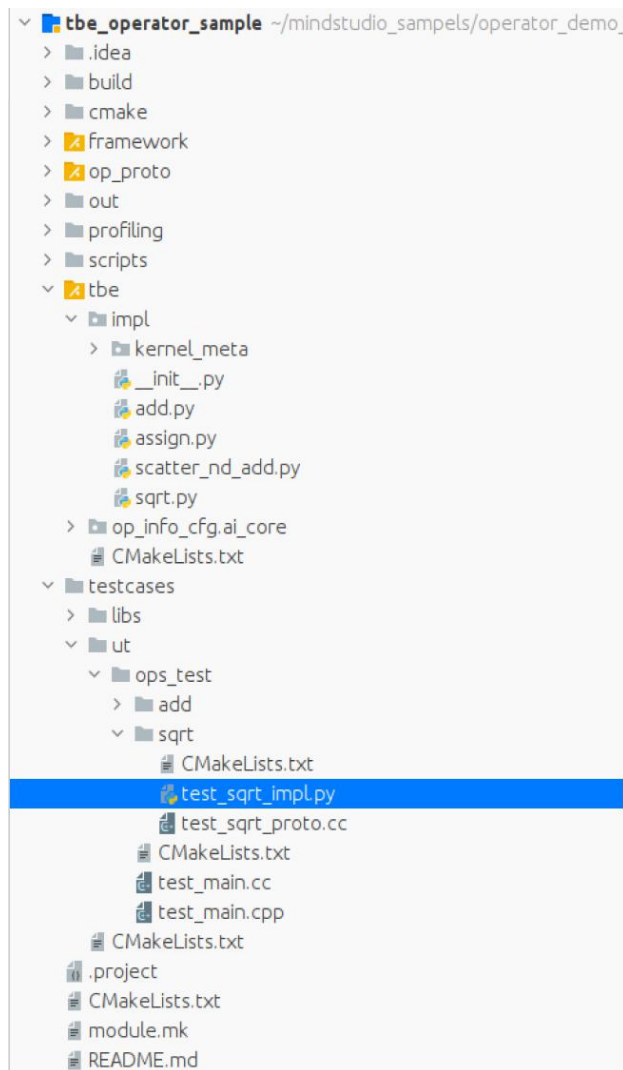 tbe_operator_sample ~/mindstudio_sampels/operator_demo_
.idea
build
cmake
framework
op_proto
out
profiling
scripts
tbe
impl
kernel_meta
__init__.py
add.py
assign.py
scatter_nd_add.py
sqrt.py
op_info_cfg.ai_core
CMakeLists.txt
testcases
libs
ut
ops_test
add
sqrt
CMakeLists.txt
test_sqrt_impl.py
test_sqrt_proto.cc
CMakeLists.txt
test_main.cc
test_main.cpp
CMakeLists.txt
.project
CMakeLists.txt
module.mk
README.md